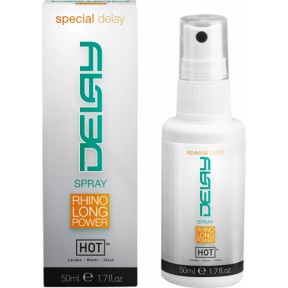 special delay
DELAY
SPRAY
RHINO
LONG
POWER
HOT
50ml e 1.7fl.oz
special delay
DELAY
SPRAY
RHINO
LONG
POWER
HOT
50ml e 1.7fl.oz